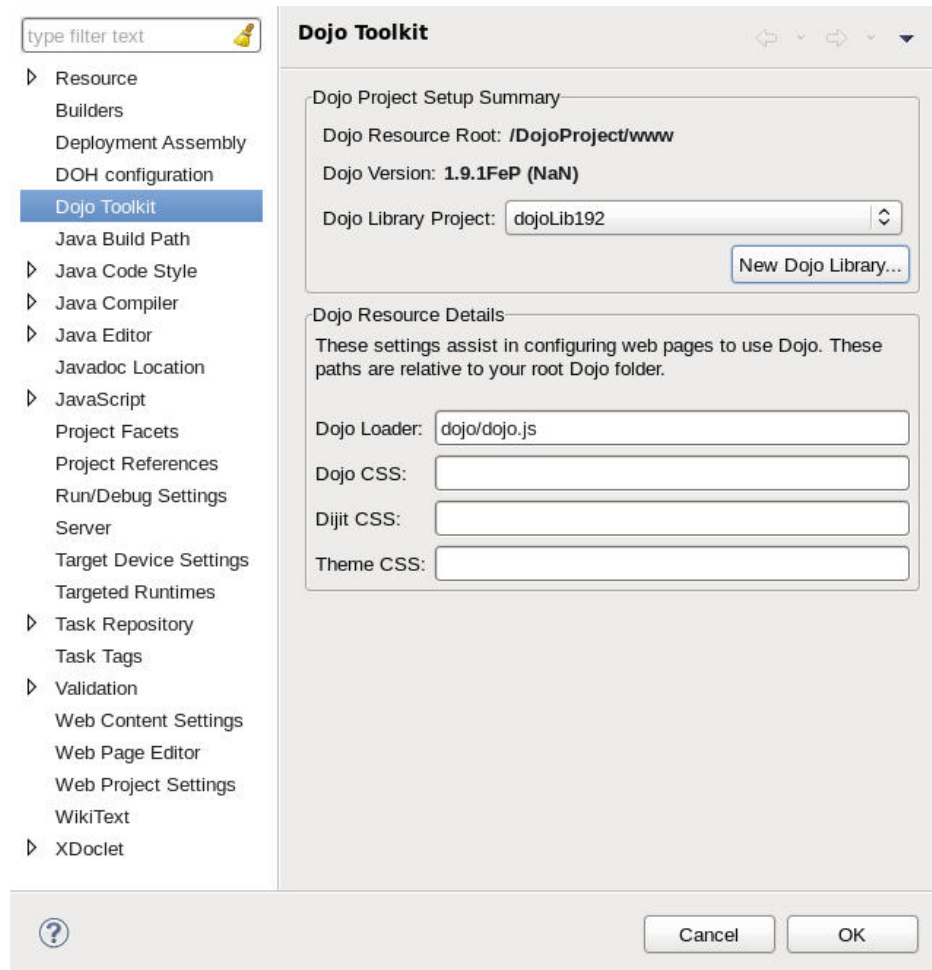 type filter text
Resource
Builders
Deployment Assembly
DOH configuration
Dojo Toolkit
Java Build Path
Java Code Style
Java Compiler
Java Editor
Javadoc Location
JavaScript
Project Facets
Project References
Run/Debug Settings
Server
Target Device Settings
Targeted Runtimes
Task Repository
Task Tags
Validation
Web Content Settings
Web Page Editor
Web Project Settings
WikiText
XDoclet
Dojo Toolkit
Dojo Project Setup Summary
Dojo Resource Root: /DojoProject/www
Dojo Version: 1.9.1FeP (NaN)
Dojo Library Project: dojoLib192
New Dojo Library...
Dojo Resource Details
These settings assist in configuring web pages to use Dojo. These
paths are relative to your root Dojo folder.
Dojo Loader: dojo/dojo.js
Dojo CSS:
Dijit CSS:
Theme CSS:
?
Cancel
OK